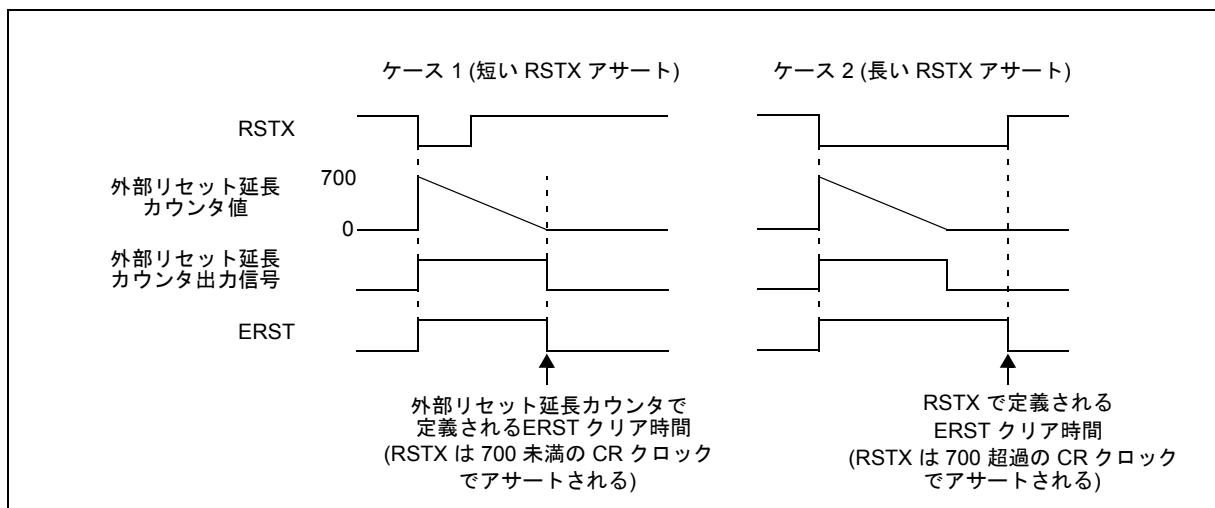 ケース 1 (短い RSTX アサート)
ケース 2 (長い RSTX アサート)
RSTX
外部リセット延長
カウンタ値
700
0
外部リセット延長
カウンタ出力信号
ERST
外部リセット延長カウンタで
定義されるERST クリア時間
(RSTX は 700 未満の CR クロック
でアサートされる)
RSTX で定義される
ERST クリア時間
(RSTX は 700 超過の CR クロック
でアサートされる)